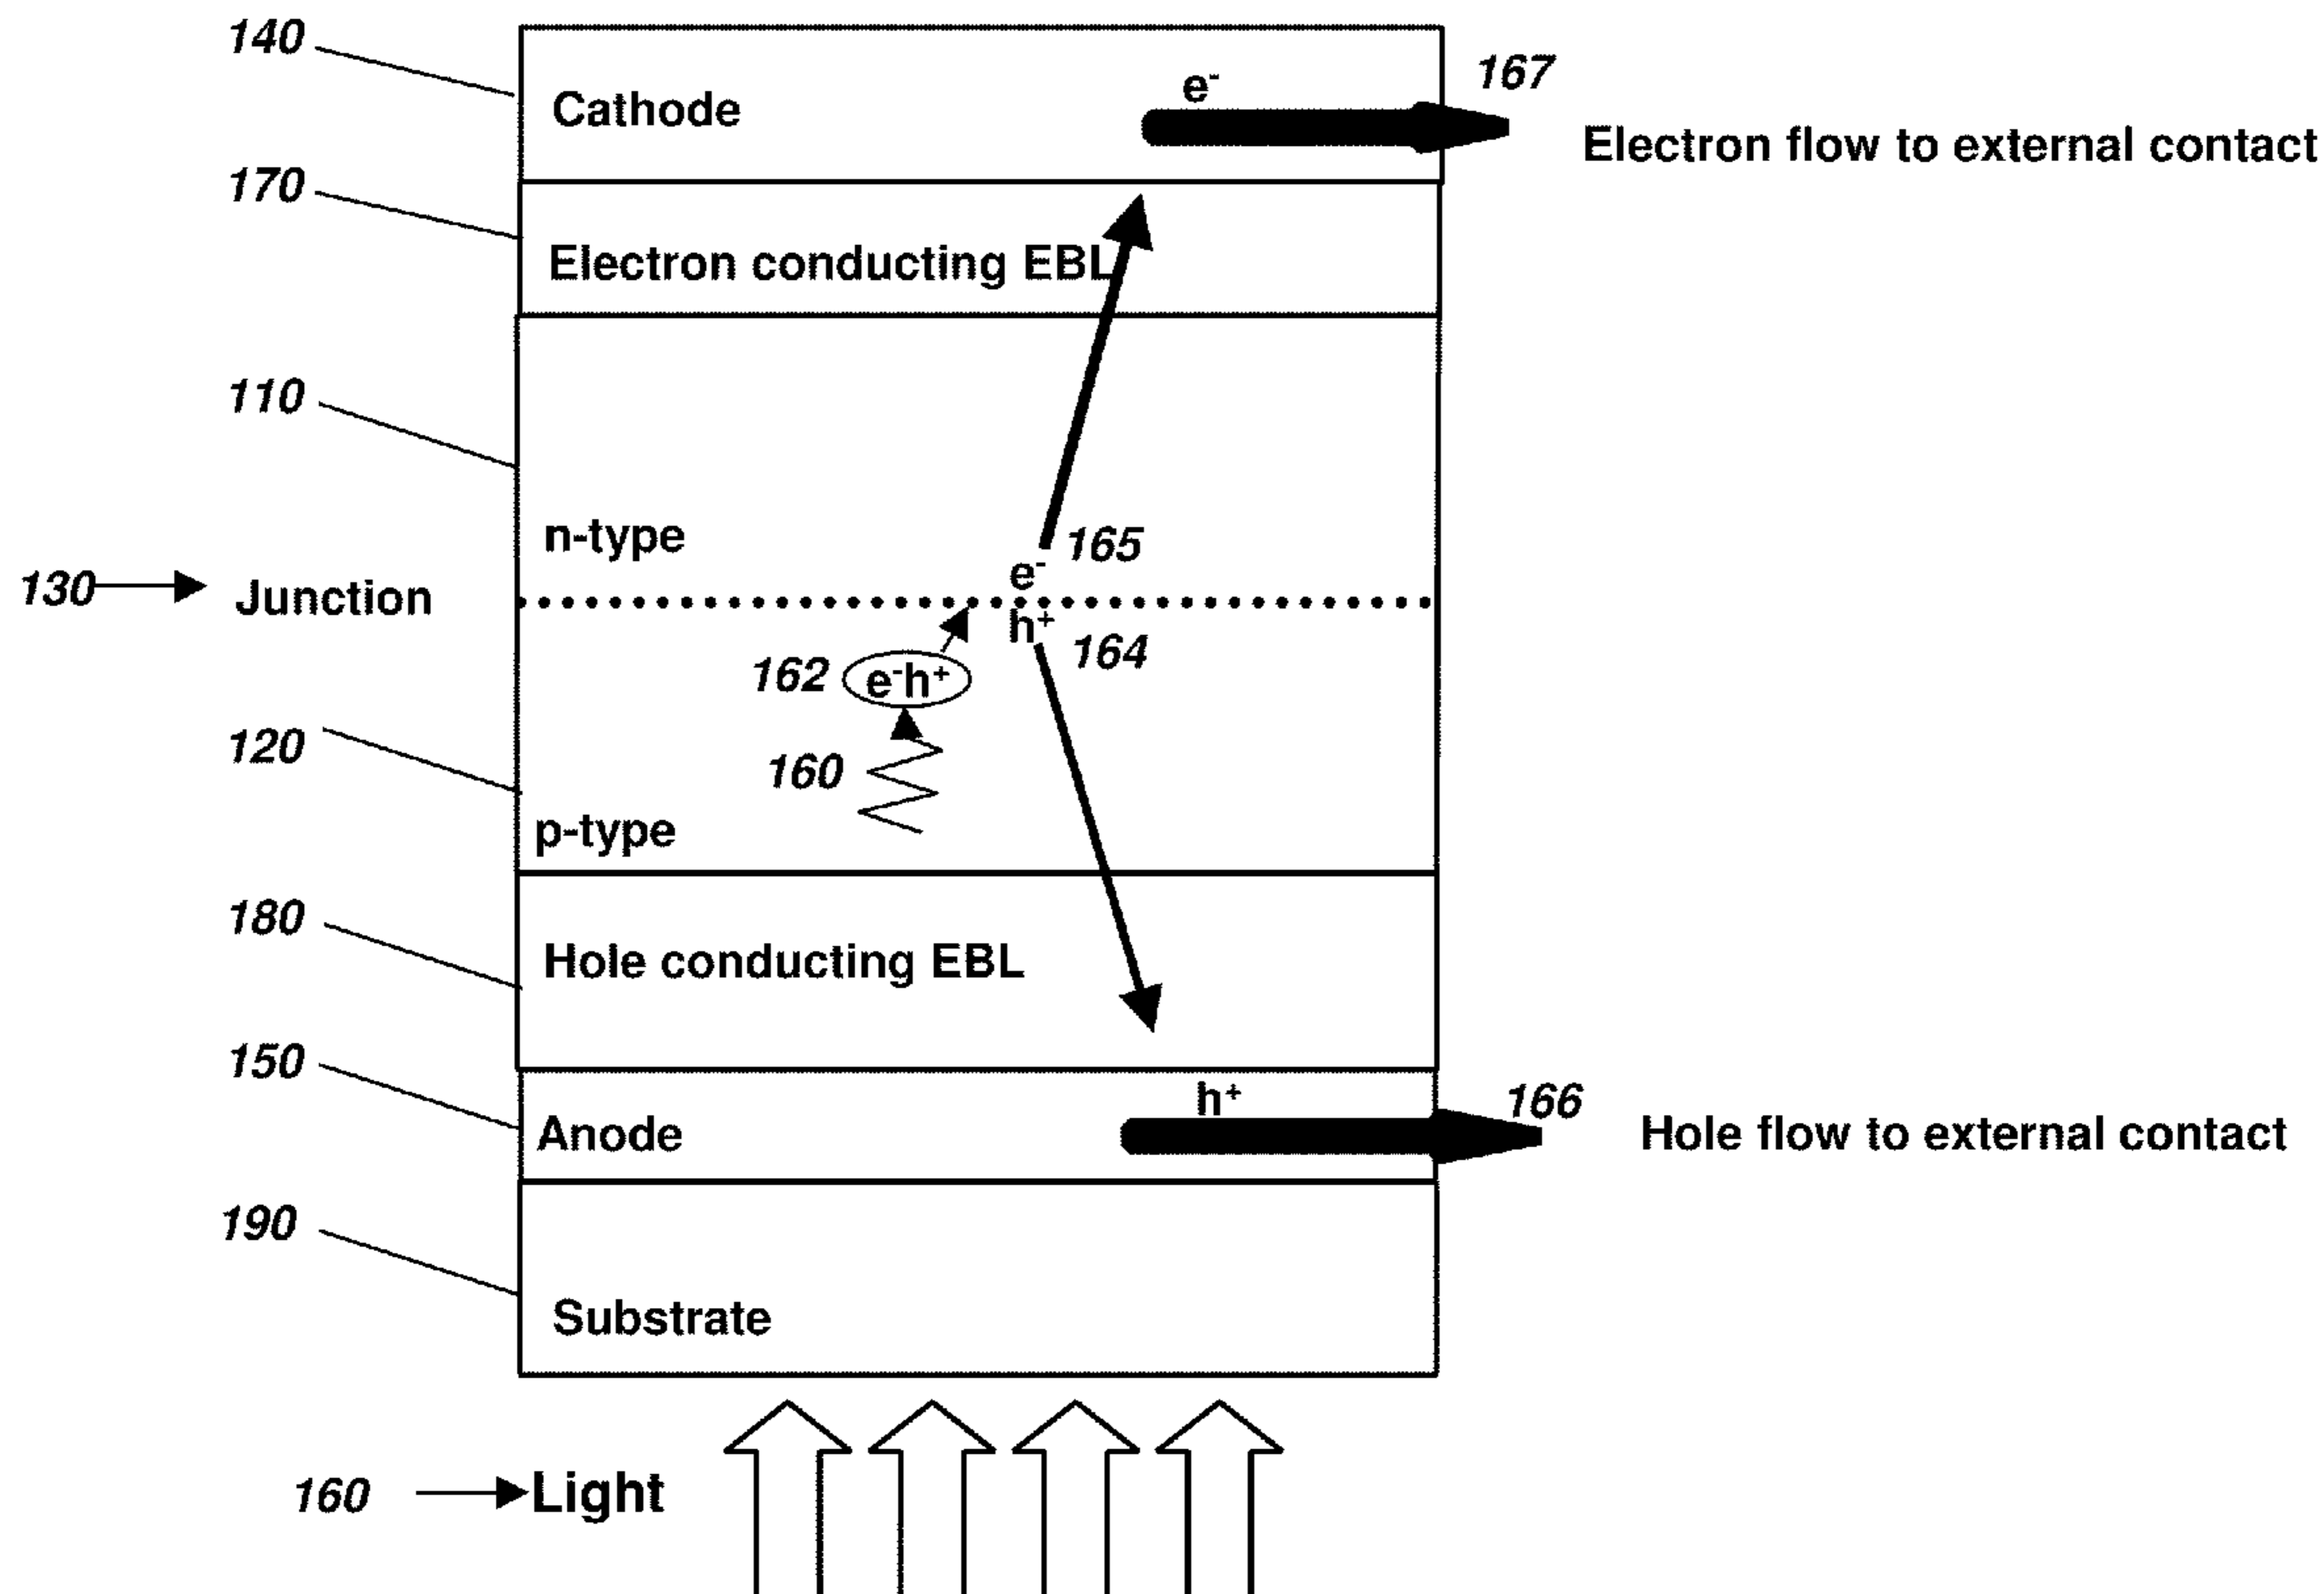 140
Cathode
e-
167
Electron flow to external contact
170
Electron conducting EBL
110
n-type
165
e-
130
Junction
h+
164
162
e-h+
120
160
p-type
180
Hole conducting EBL
150
Anode
h+
166
Hole flow to external contact
190
Substrate
160
Light